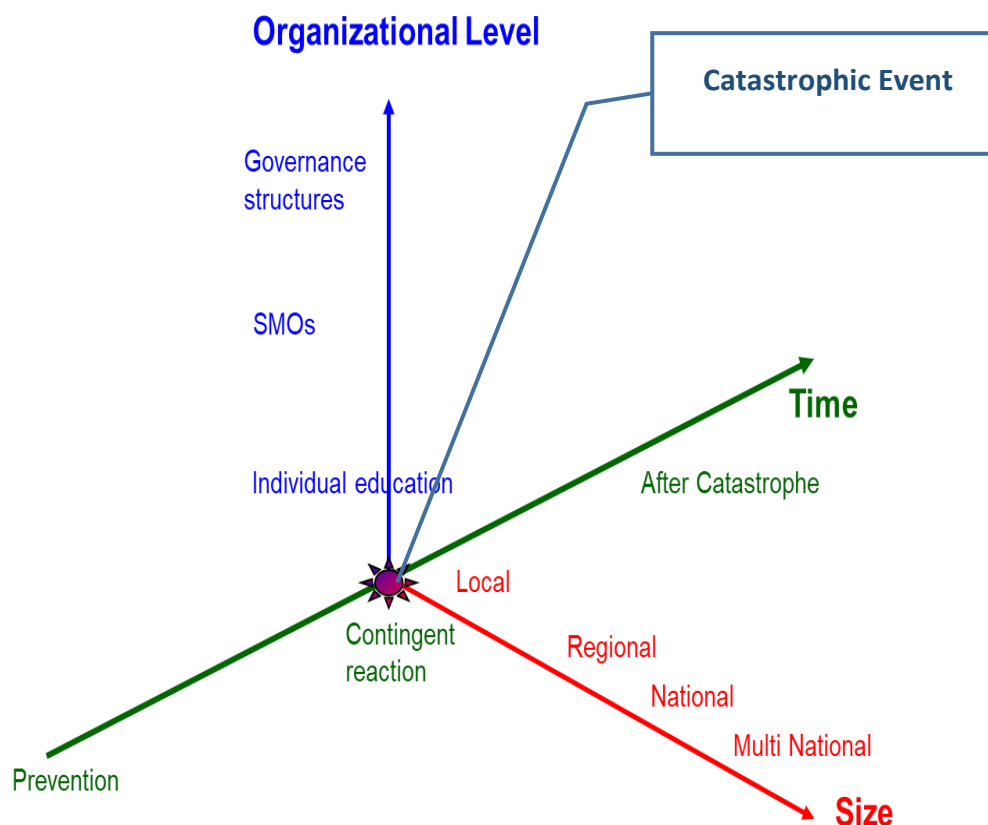 Organizational Level
Catastrophic Event
Governance
structures
SMOs
Time
Individual education
After Catastrophe
Local
Contingent
reaction
Regional
National
Multi National
Prevention
Size